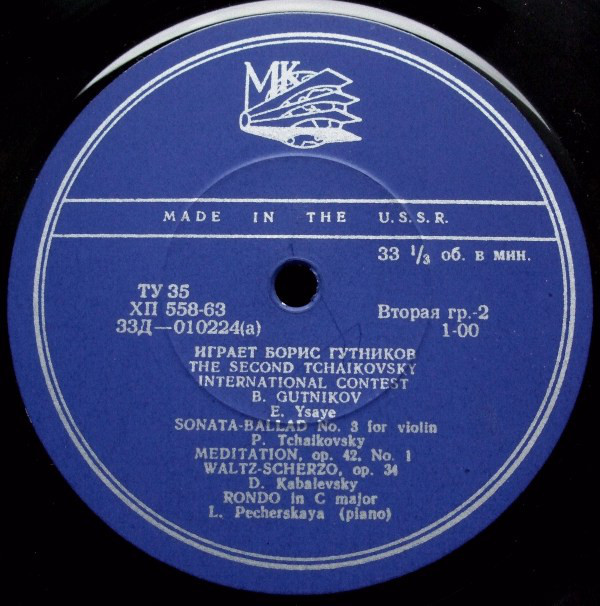 МК
MADE IN THE U.S.S.R.
33 1/3 об. в мин.
ТУ 35
ХП 558-63
33Д—010224(а)
Вторая гр.-2
1-00
ИГРАЕТ БОРИС ГУТНИКОВ
THE SECOND TCHAIKOVSKY
INTERNATIONAL CONTEST
B. GUTNIKOV
E. Ysaye
SONATA-BALLAD No. 3 for violin
P. Tchaikovsky
MEDITATION, op. 42, No. 1
WALTZ-SCHERZO, op. 34
D. Kabalevsky
RONDO in C major
L. Pecherskaya (piano)